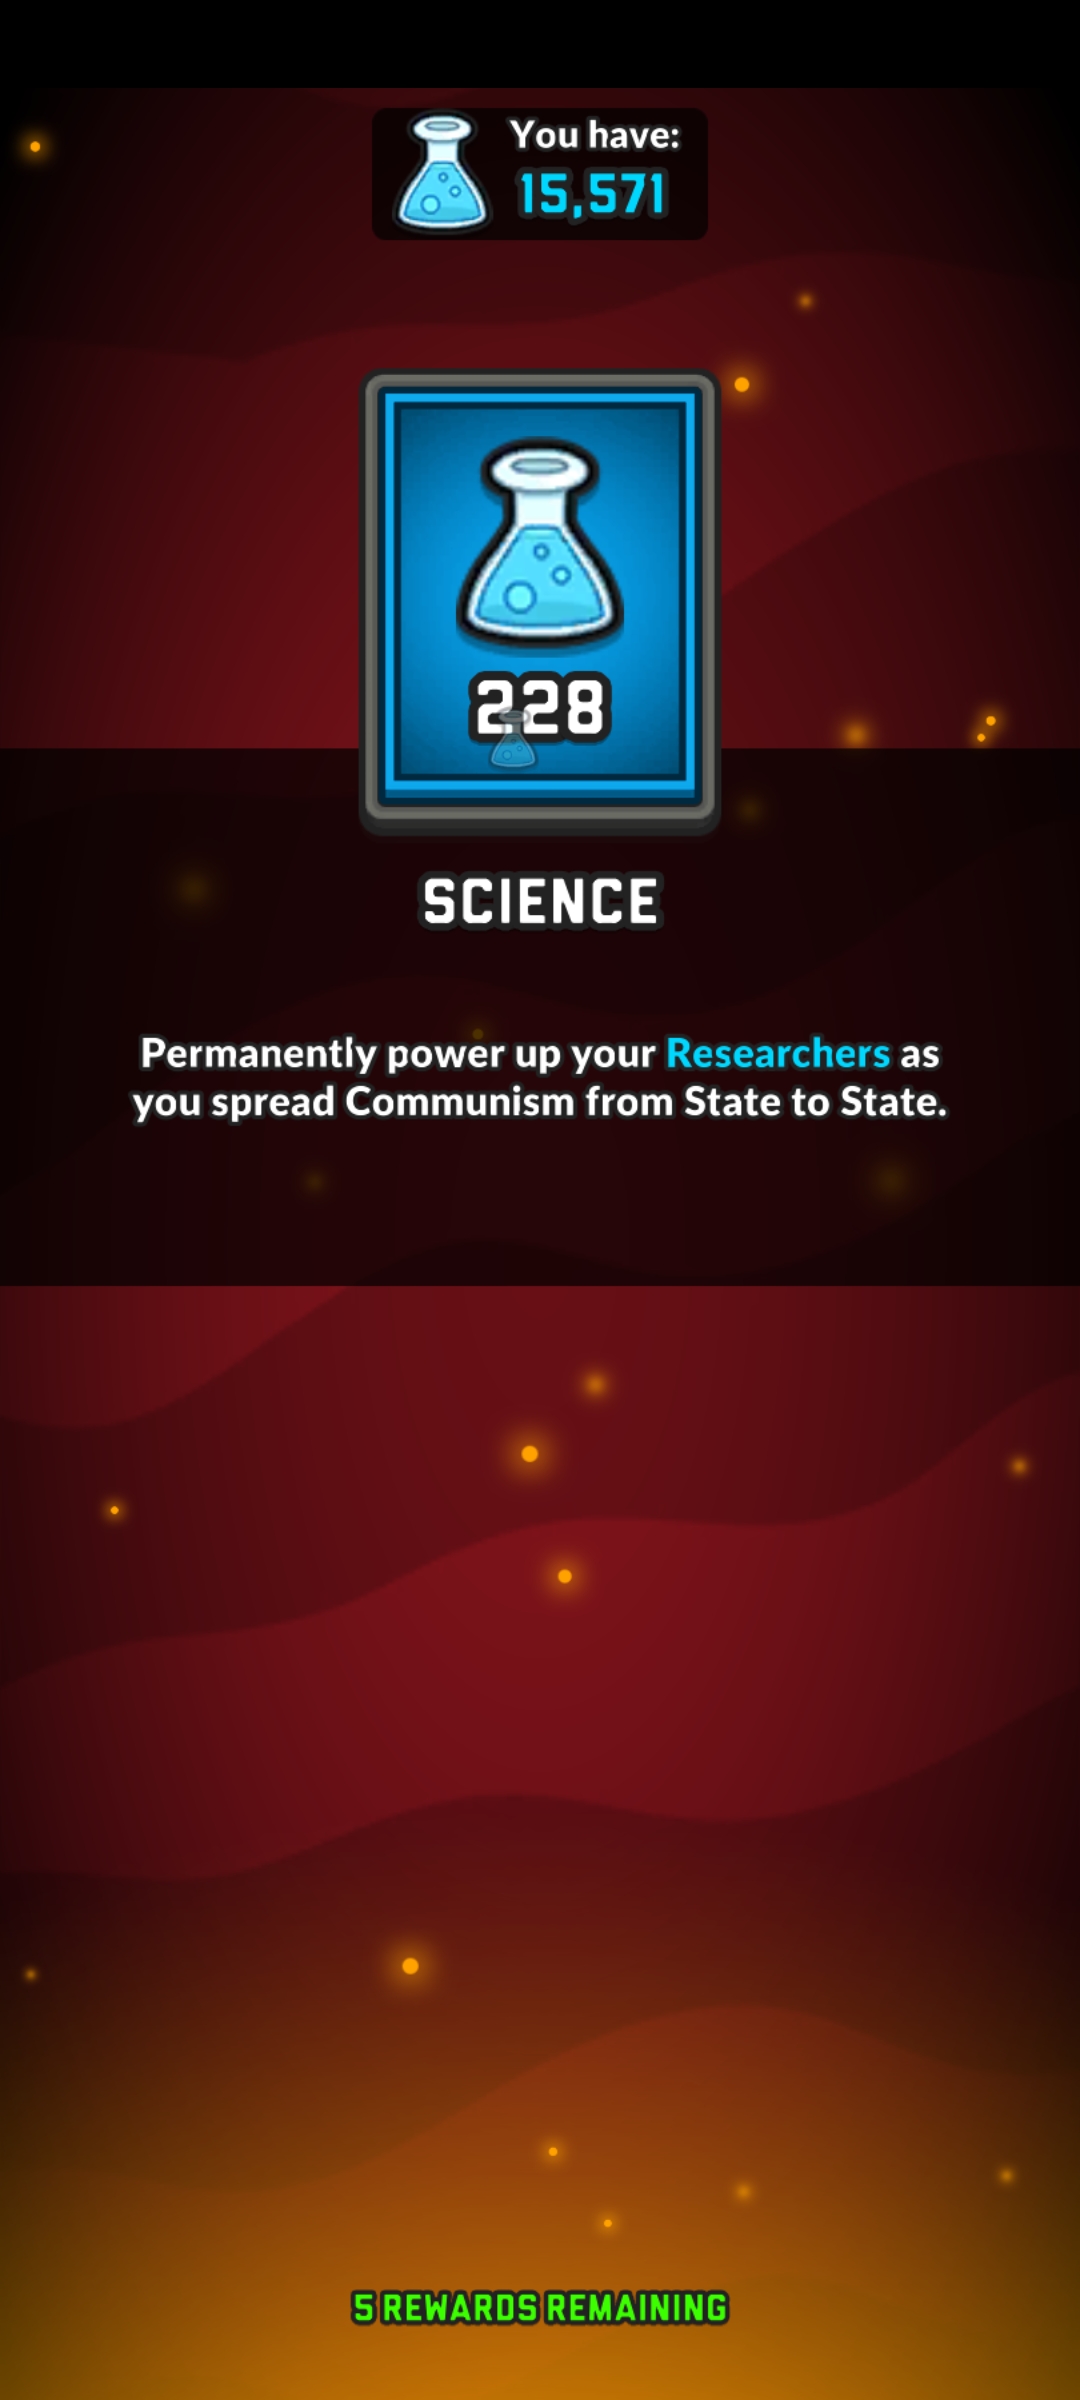 You have:
15,571
228
SCIENCE
Permanently power up your Researchers as
you spread Communism from State to State.
5 REWARDS REMAINING